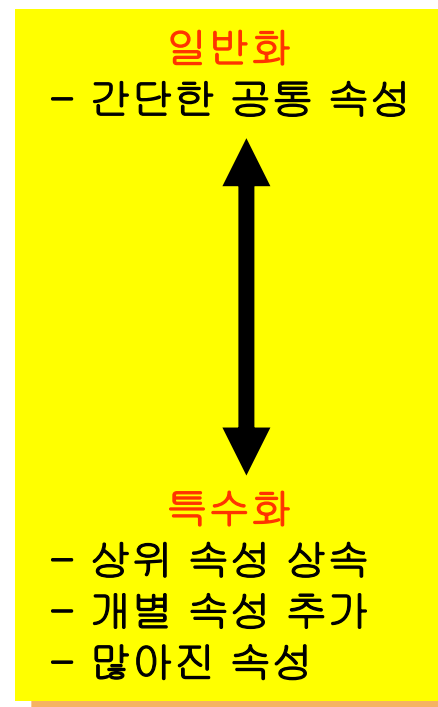 일반화
- 간단한 공통 속성
특수화
- 상위 속성 상속
- 개별 속성 추가
- 많아진 속성